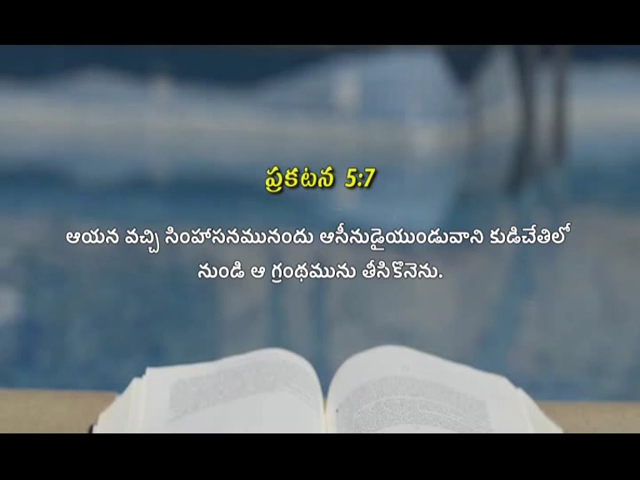 ప్రకటన 5:7
ఆయన వచ్చి సింహాసనమునందు ఆసీనుడైయుండువాని కుడిచేతిలో
నుండి ఆ గ్రంథమును తీసికొనెను.